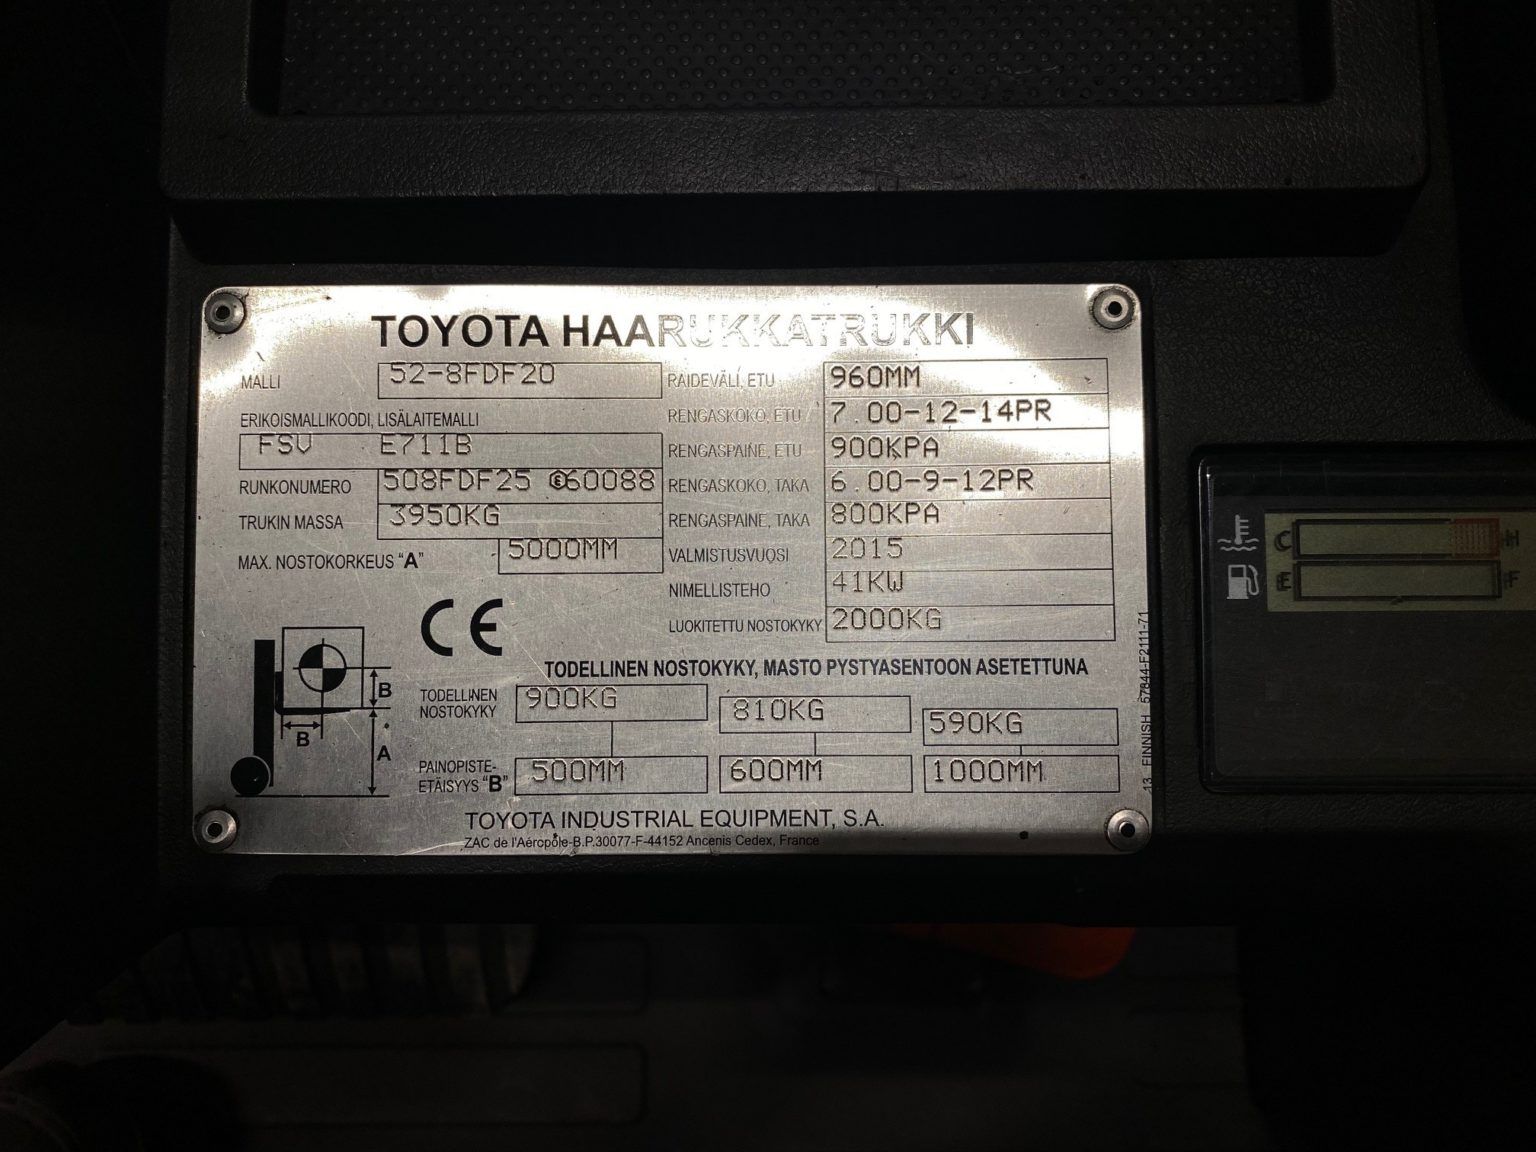 TOYOTA HAARUKKATRUKKI
MALLI 52-8FDF20
ERIKOISMALLIKOODI, LISÄLAITEMALLI
FSV E711B
RUNKONUMERO 508FDF25 E60088
TRUKIN MASSA 3950KG
MAX. NOSTOKORKEUS "A" 5000MM
RAIDEVÄLI, ETU 960MM
RENGASKOKO, ETU 7.00-12-14PR
RENGASPAINE, ETU 900KPA
RENGASKOKO, TAKA 6.00-9-12PR
RENGASPAINE, TAKA 800KPA
VALMISTUSVUOSI 2015
NIMELLISTEHO 41KW
LUOKITETTU NOSTOKYKY 2000KG
CE
B
B
A
TODELLINEN NOSTOKYKY, MASTO PYSTYASENTOON ASETETTUNA
TODELLINEN NOSTOKYKY 900KG 810KG 590KG
PAINOPISTE-
ETÄISYYS "B" 500MM 600MM 1000MM
TOYOTA INDUSTRIAL EQUIPMENT, S.A.
ZAC de l'Aéropôle-B.P.30077-F-44152 Ancenis Cedex, France
13 FINNISH 57844-F2111-71
C H
E F